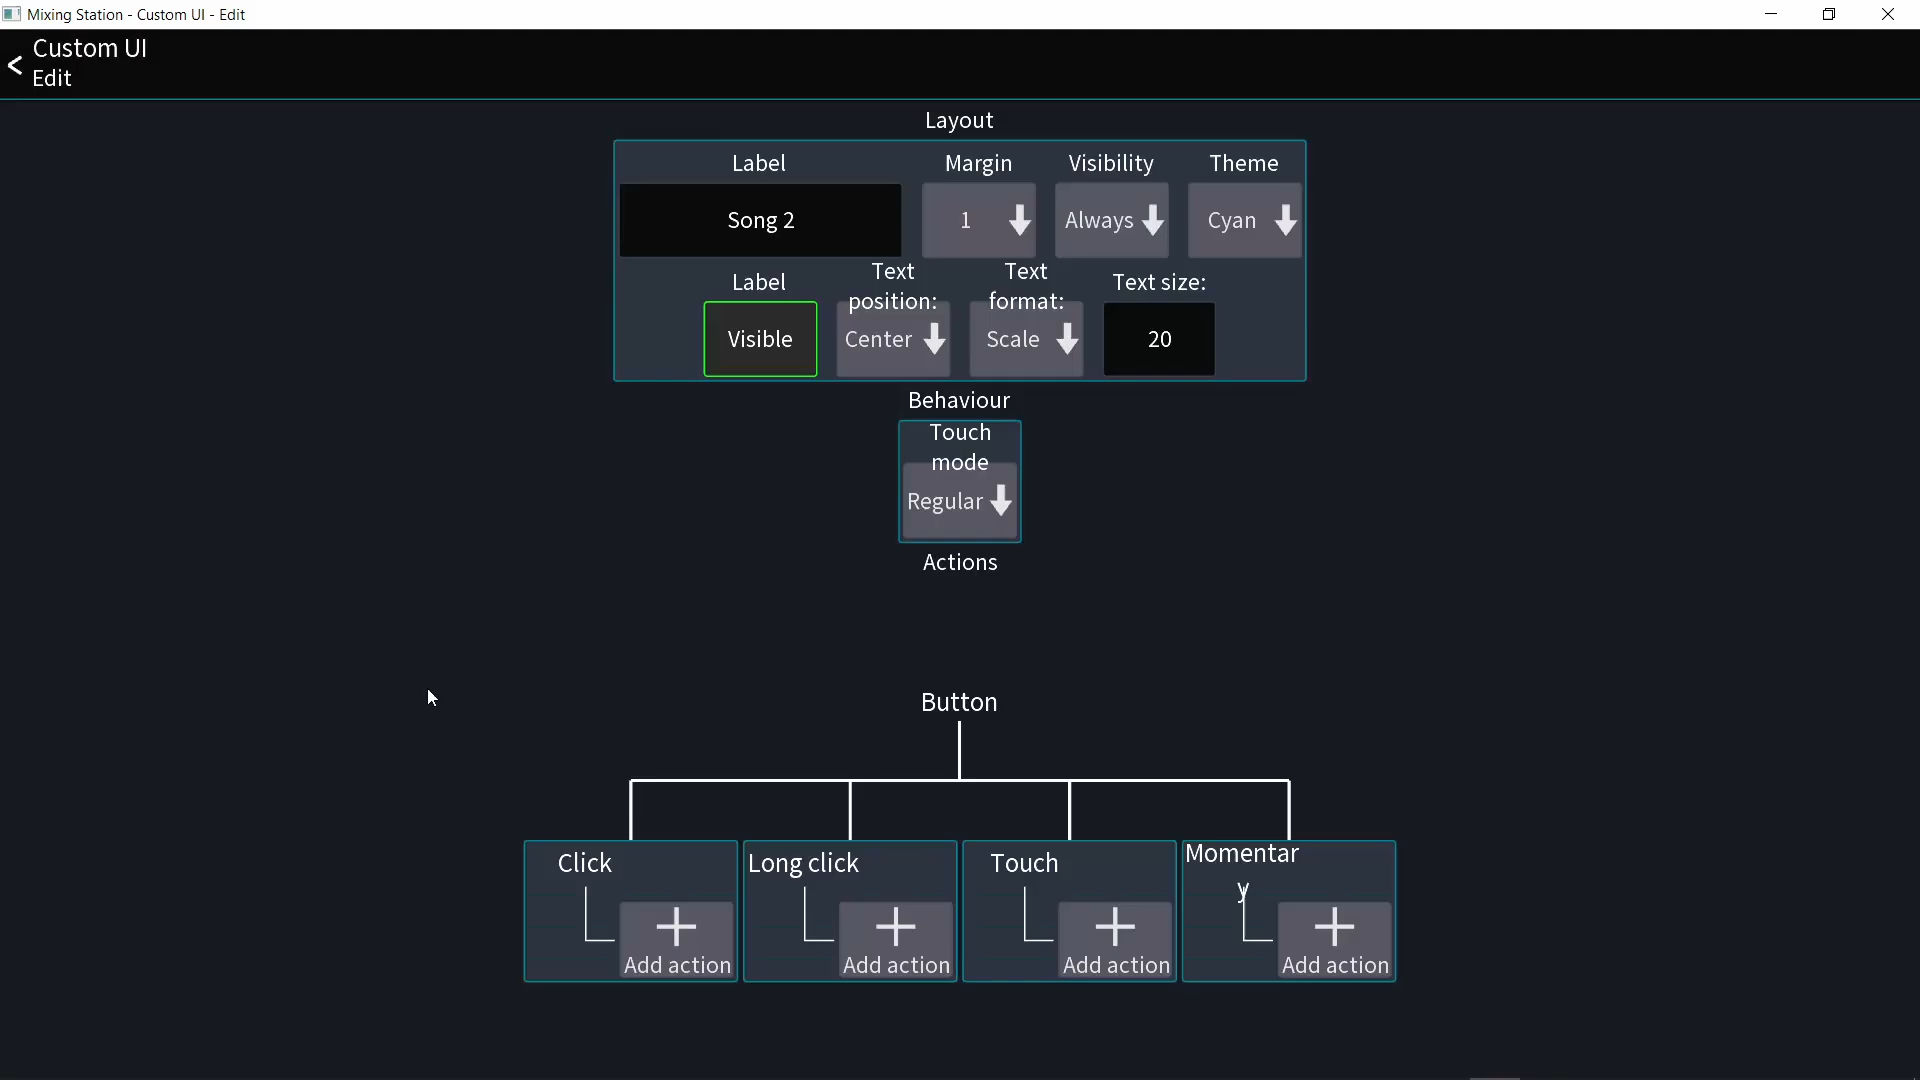 Mixing Station - Custom UI - Edit
Custom UI
Edit
Layout
Label Margin Visibility Theme
Song 2 1 Always Cyan
Label Text position: Text format: Text size:
Visible Center Scale 20
Behaviour
Touch
mode
Regular
Actions
Button
Click Long click Touch Momentar
y
Add action Add action Add action Add action